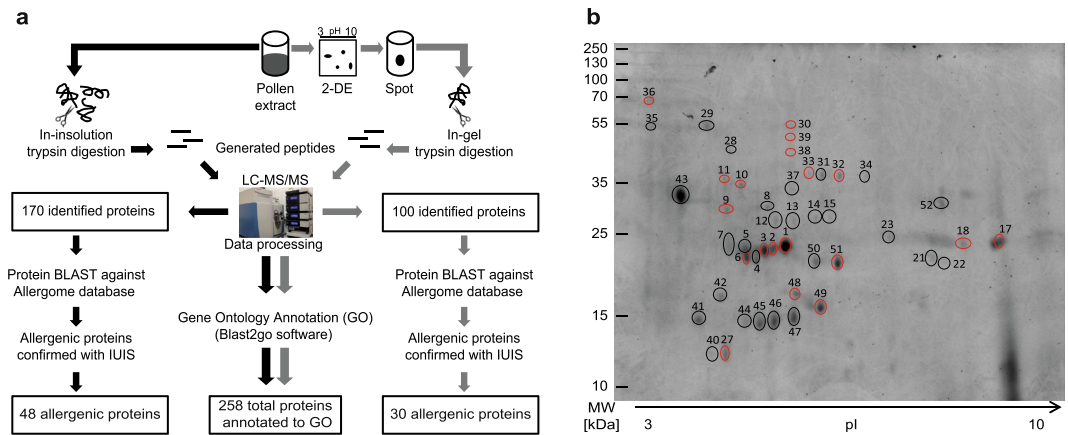 a
3 pH 10
Pollen
extract
2-DE
Spot
In-insolution
trypsin digestion
Generated peptides
In-gel
trypsin digestion
LC-MS/MS
170 identified proteins
100 identified proteins
Data processing
Protein BLAST against
Allergome database
Protein BLAST against
Allergome database
Gene Ontology Annotation (GO)
(Blast2go software)
Allergenic proteins
confirmed with IUIS
Allergenic proteins
confirmed with IUIS
48 allergenic proteins
258 total proteins
annotated to GO
30 allergenic proteins
b
250
130
100
70
55
35
25
15
10
MW
[kDa]
3
pI
10
36
35
29
28
30
39
38
33
31
32
34
11
10
37
43
9
8
12
13
14
15
52
23
18
17
7
5
6
4
3
2
1
50
51
21
22
42
48
49
41
44
45
46
47
40
27